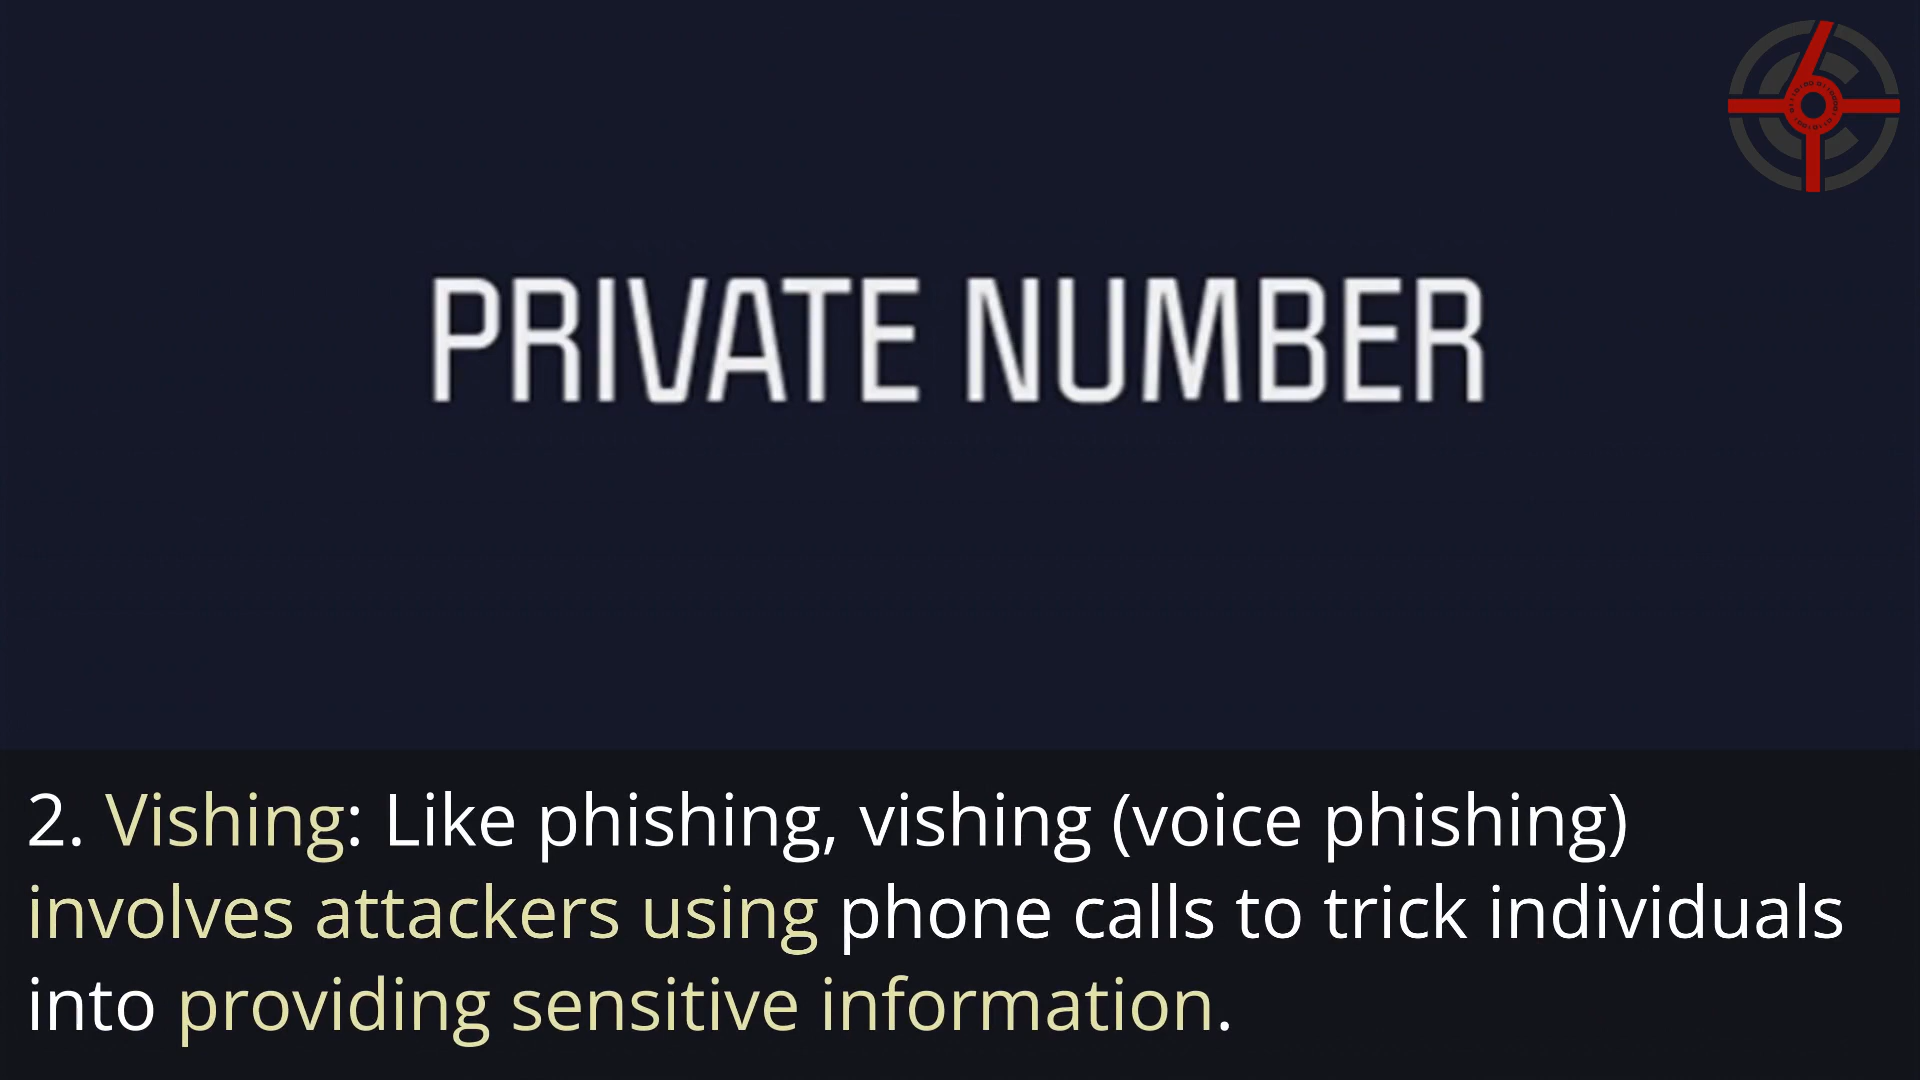 PRIVATE NUMBER
2. Vishing: Like phishing, vishing (voice phishing)
involves attackers using phone calls to trick individuals
into providing sensitive information.